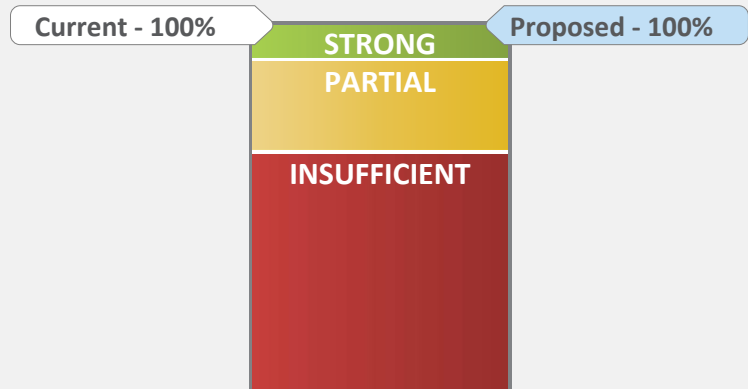 Current - 100%
Proposed - 100%
STRONG
PARTIAL
INSUFFICIENT